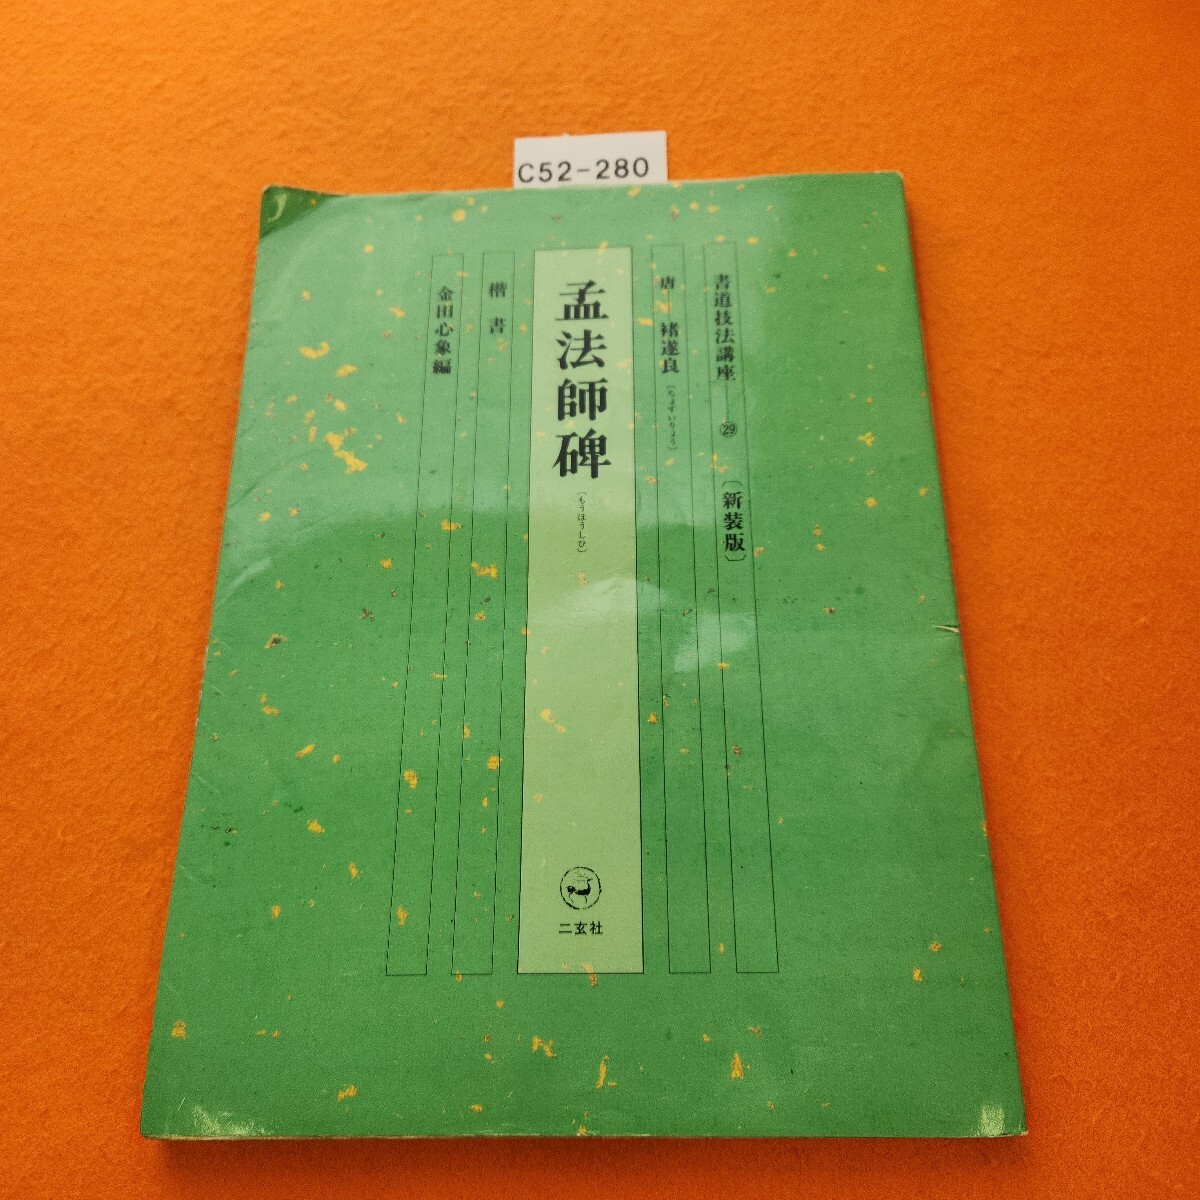 C52-280
書道技法講座 ㉙ 〔新装版〕
唐 褚遂良〔ちょすいりょう〕
孟法師碑〔もうほうしひ〕
二玄社
楷書
金田心象編